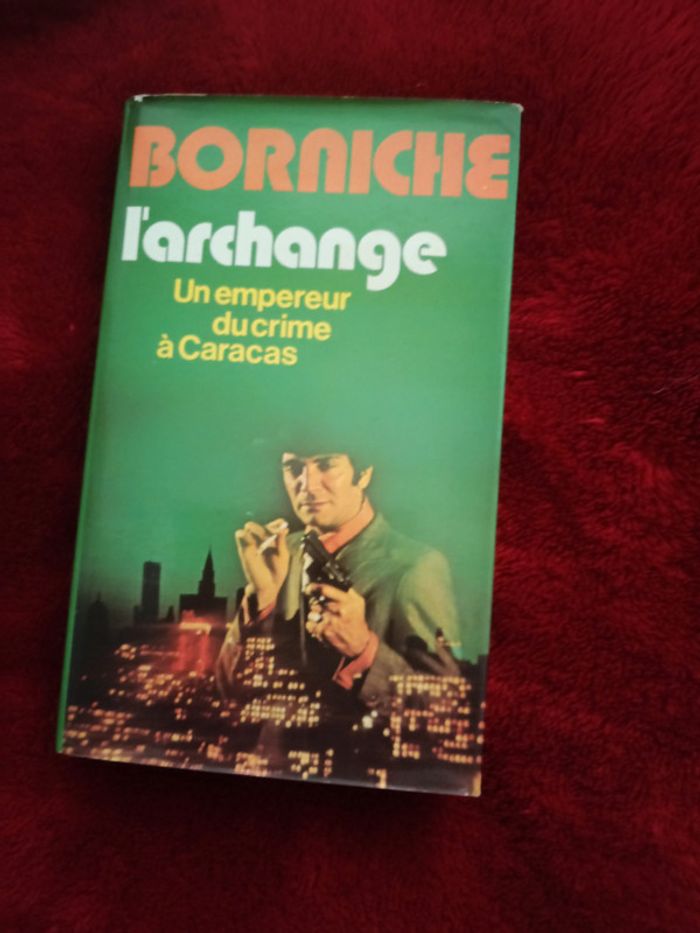 BORNICHE
l'archange
Un empereur
du crime
à Caracas